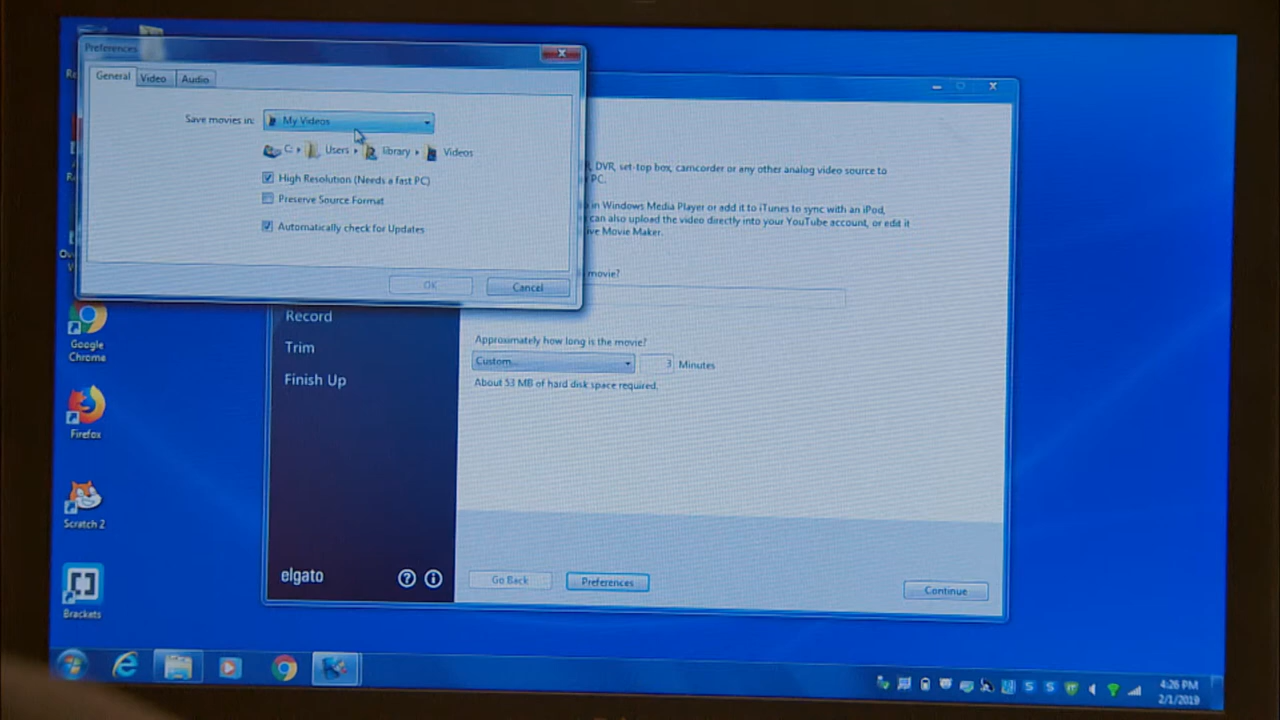 Preferences
General
Video
Audio
Save movies in:
My Videos
C:
Users
library
Videos
High Resolution (Needs a fast PC)
Preserve Source Format
Automatically check for Updates
OK
Cancel
DVR, set-top box, camcorder or any other analog video source to
PC.
in Windows Media Player or add it to iTunes to sync with an iPod,
can also upload the video directly into your YouTube account, or edit it
Movie Maker.
movie?
Approximately how long is the movie?
Custom...
3 Minutes
About 53 MB of hard disk space required.
Record
Trim
Finish Up
elgato
Go Back
Preferences
Continue
Google
Chrome
Firefox
Scratch 2
Brackets
4:26 PM
2/1/2019